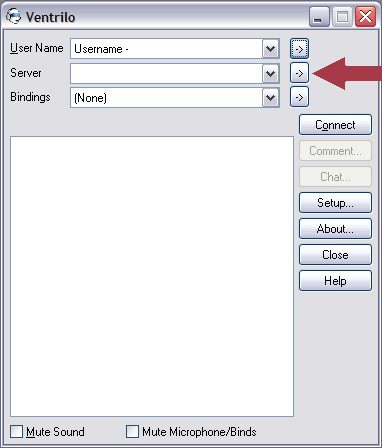 Ventrilo
User Name Username -
->
Server
->
Bindings (None)
->
Connect
Comment...
Chat...
Setup...
About...
Close
Help
Mute Sound Mute Microphone/Binds